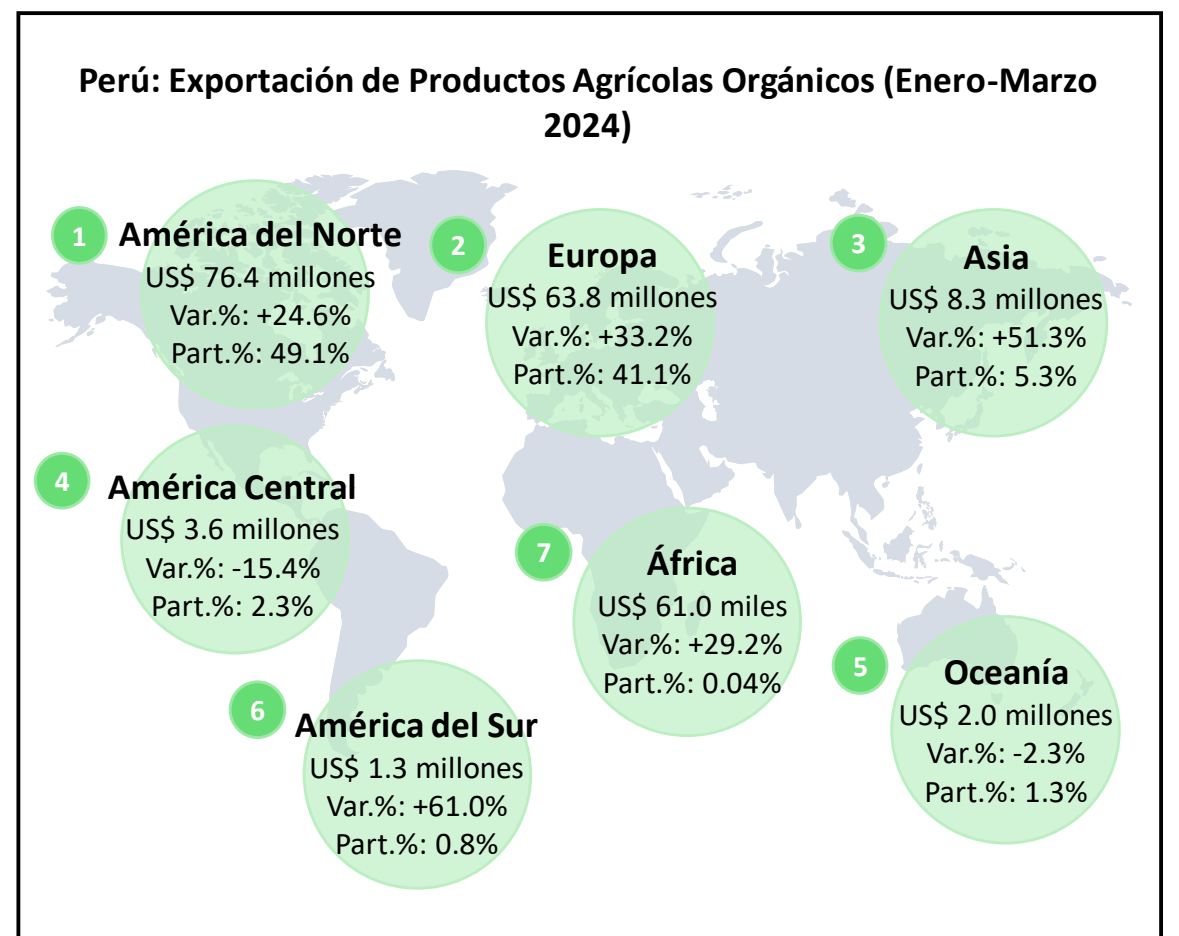 Perú: Exportación de Productos Agrícolas Orgánicos (Enero-Marzo
2024)
1
América del Norte
US$ 76.4 millones
Var.%: +24.6%
Part.%: 49.1%
2
Europa
US$ 63.8 millones
Var.%: +33.2%
Part.%: 41.1%
3
Asia
US$ 8.3 millones
Var.%: +51.3%
Part.%: 5.3%
4
América Central
US$ 3.6 millones
Var.%: -15.4%
Part.%: 2.3%
7
África
US$ 61.0 miles
Var.%: +29.2%
Part.%: 0.04%
5
Oceanía
US$ 2.0 millones
Var.%: -2.3%
Part.%: 1.3%
6
América del Sur
US$ 1.3 millones
Var.%: +61.0%
Part.%: 0.8%